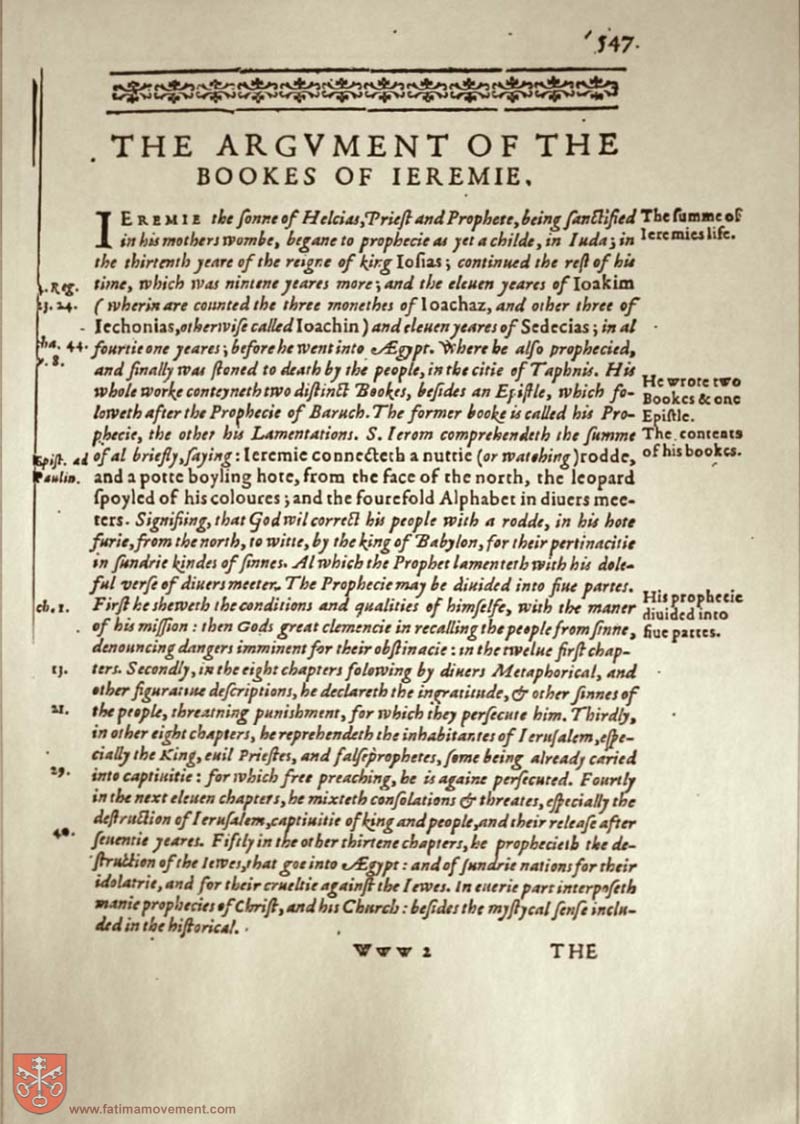 547.
THE ARGVMENT OF THE
BOOKES OF IEREMIE.
IEREMIE the ſonne of Helcias, Prieſt and Prophete, being ſanctified
in his mothers wombe, begane to prophecie as yet a childe, in Iuda; in
the thirtenth yeare of the reigne of king Ioſias; continued the reſt of his
time, which was nintene yeares more; and the eleuen yeares of Ioakim
(wherin are counted the three monethes of Ioachaz, and other three of
Iechonias, otherwiſe called Ioachin) and eleuen yeares of Sedecias; in al
fourtie one yeares; before he went into Ægypt. Where he alſo prophecied,
and finally was ſtoned to death by the people, in the citie of Taphnis. His
whole worke conteyneth two diſtinct Bookes, beſides an Epiſtle, which fo-
loweth after the Prophecie of Baruch. The former booke is called his Pro-
phecie, the other his Lamentations. S. Ierom comprehendeth the ſumme
of al briefly, ſaying: Ieremie connecteth a nuttie (or watching) rodde,
and a potte boyling hote, from the face of the north, the leopard
ſpoyled of his coloures; and the fourefold Alphabet in diuers mee-
ters. Signifiing, that God wil correct his people with a rodde, in his hote
furie, from the north, to witte, by the king of Babylon, for their pertinacitie
in ſundrie kindes of ſinnes. Al which the Prophet lamenteth with his dole-
ful verſe of diuers meeter. The Prophecie may be diuided into fiue partes.
Firſt he sheweth the conditions and qualities of himſelfe, with the maner
of his miſſion: then Gods great clemencie in recalling the people from ſinne,
denouncing dangers imminent for their obſtinacie: in the twelue firſt chap-
ters. Secondly, in the eight chapters folowing by diuers Metaphorical, and
other figuratiue deſcriptions, he declareth the ingratitude, & other ſinnes of
the people, threatning punishment, for which they perſecute him. Thirdly,
in other eight chapters, he reprehendeth the inhabitantes of Ieruſalem, eſpe-
cially the King, euil Prieſtes, and falſeprophetes, ſome being already caried
into captiuitie: for which free preaching, he is againe perſecuted. Fourtly
in the next eleuen chapters, he mixteth conſolations & threates, eſpecially the
deſtruction of Ieruſalem, captiuitie of king and people, and their releaſe after
ſeuentie yeares. Fiftly in the other thirtene chapters, he prophecieth the de-
ſtruction of the Iewes, that goe into Ægypt: and of ſundrie nations for their
idolatrie, and for their crueltie againſt the Iewes. In euerie part interpoſeth
manie prophecies of Chriſt, and his Church: beſides the myſtycal ſenſe inclu-
ded in the hiſtorical.
VVvv 2 THE
The ſumme of
Ieremies life.
He wrote two
Bookes & one
Epiſtle.
The contents
of his bookes.
His prophecie
diuided into
fiue partes.
Reg.
24.
44.
8.
Epiſt. ad
Paulin.
ch. 1.
13.
21.
29.
40.
www.fatimamovement.com